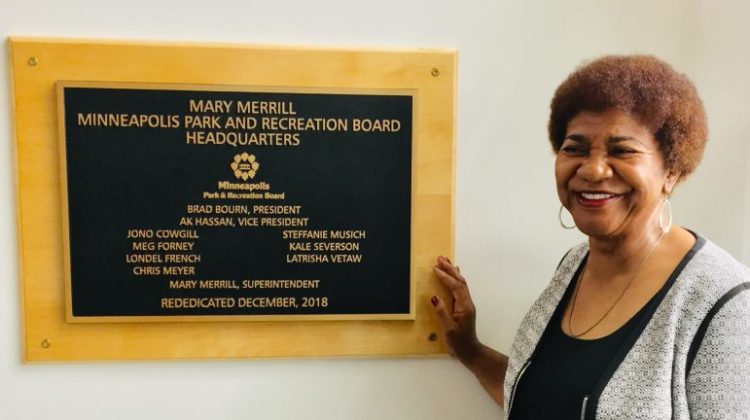 MARY MERRILL
MINNEAPOLIS PARK AND RECREATION BOARD
HEADQUARTERS
Minneapolis
Park & Recreation Board
BRAD BOURN, PRESIDENT
AK HASSAN, VICE PRESIDENT
JONO COWGILL STEFFANIE MUSICH
MEG FORNEY KALE SEVERSON
LONDEL FRENCH LATRISHA VETAW
CHRIS MEYER
MARY MERRILL, SUPERINTENDENT
REDEDICATED DECEMBER, 2018